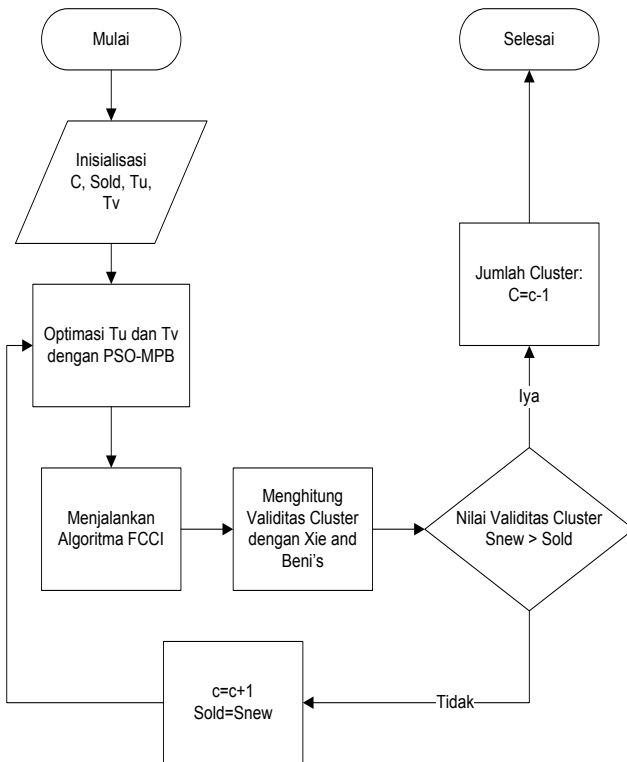 Mulai
Selesai
Inisialisasi
C, Sold, Tu,
Tv
Optimasi Tu dan Tv
dengan PSO-MPB
Jumlah Cluster:
C=c-1
Iya
Menjalankan
Algoritma FCCI
Menghitung
Validitas Cluster
dengan Xie and
Beni's
Nilai Validitas Cluster
Snew > Sold
Tidak
c=c+1
Sold=Snew